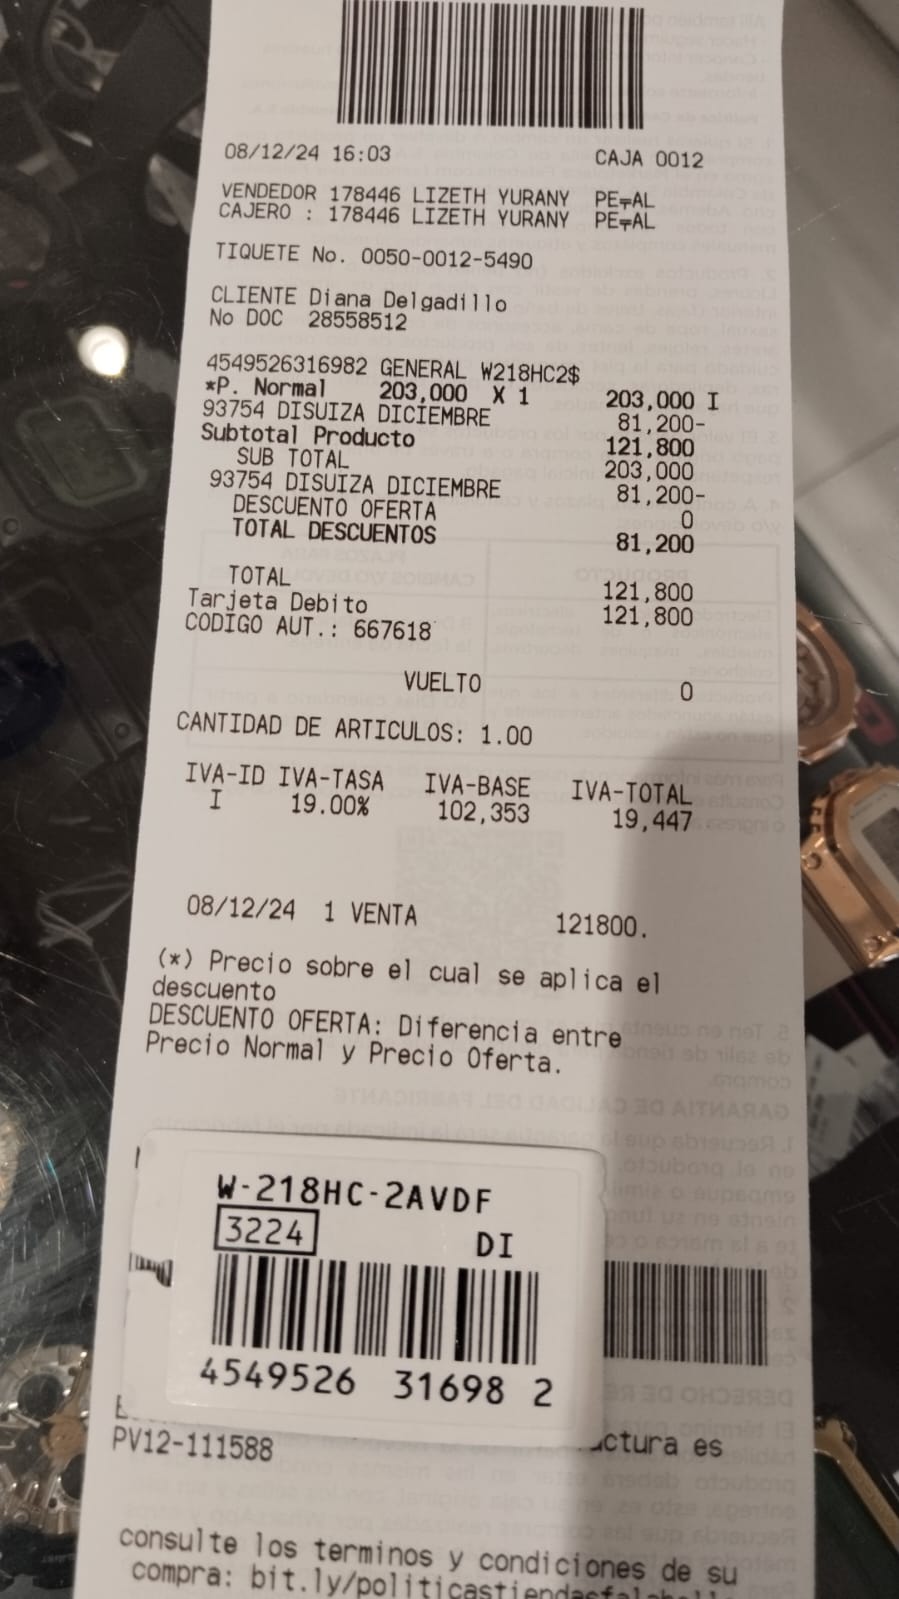 08/12/24 16:03 CAJA 0012
VENDEDOR 178446 LIZETH YURANY PE╤AL
CAJERO : 178446 LIZETH YURANY PE╤AL
TIQUETE No. 0050-0012-5490
CLIENTE Diana Delgadillo
No DOC 28558512
4549526316982 GENERAL W218HC2$
*P. Normal 203,000 X 1 203,000 I
93754 DISUIZA DICIEMBRE 81,200-
Subtotal Producto 121,800
SUB TOTAL 203,000
93754 DISUIZA DICIEMBRE 81,200-
DESCUENTO OFERTA 0
TOTAL DESCUENTOS 81,200
TOTAL 121,800
Tarjeta Debito 121,800
CODIGO AUT.: 667618
VUELTO 0
CANTIDAD DE ARTICULOS: 1.00
IVA-ID IVA-TASA IVA-BASE IVA-TOTAL
I 19.00% 102,353 19,447
08/12/24 1 VENTA 121800.
(*) Precio sobre el cual se aplica el
descuento
DESCUENTO OFERTA: Diferencia entre
Precio Normal y Precio Oferta.
W-218HC-2AVDF
3224 DI
4549526 31698 2
es
PV12-111588
consulte los terminos y condiciones de su
compra: